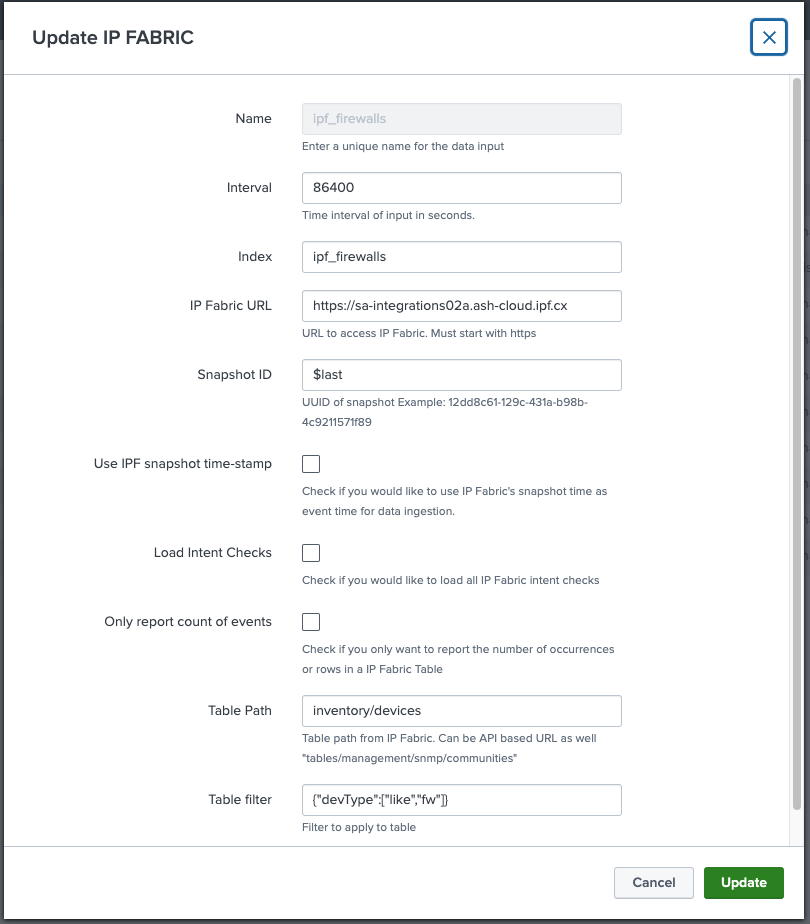 Update IP FABRIC
Name
ipf_firewalls
Enter a unique name for the data input
Interval
86400
Time interval of input in seconds.
Index
ipf_firewalls
IP Fabric URL
https://sa-integrations02a.ash-cloud.ipf.cx
URL to access IP Fabric. Must start with https
Snapshot ID
$last
UUID of snapshot Example: 12dd8c61-129c-431a-b98b-
4c9211571f89
Use IPF snapshot time-stamp
Check if you would like to use IP Fabric's snapshot time as
event time for data ingestion.
Load Intent Checks
Check if you would like to load all IP Fabric intent checks
Only report count of events
Check if you only want to report the number of occurrences
or rows in a IP Fabric Table
Table Path
inventory/devices
Table path from IP Fabric. Can be API based URL as well
"tables/management/snmp/communities"
Table filter
{"devType":["like","fw"]}
Filter to apply to table
Cancel
Update